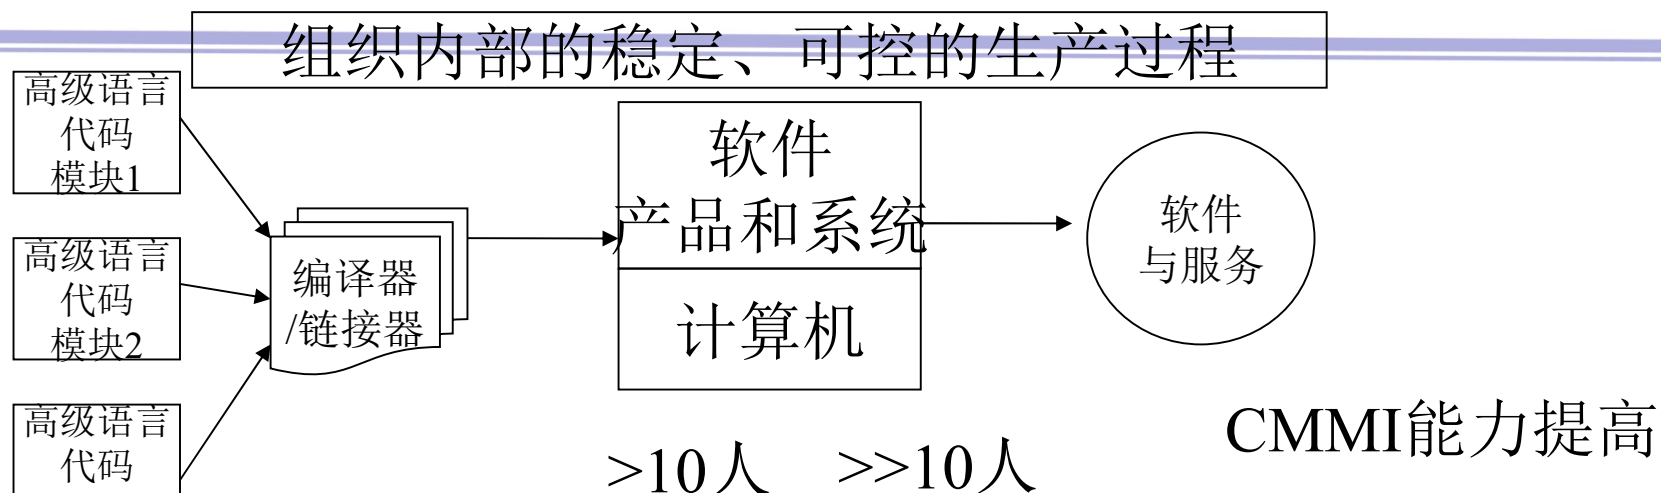 组织内部的稳定、可控的生产过程
高级语言
代码
模块1
高级语言
代码
模块2
高级语言
代码
编译器
/链接器
软件
产品和系统
计算机
软件
与服务
>10人
>>10人
CMMI能力提高